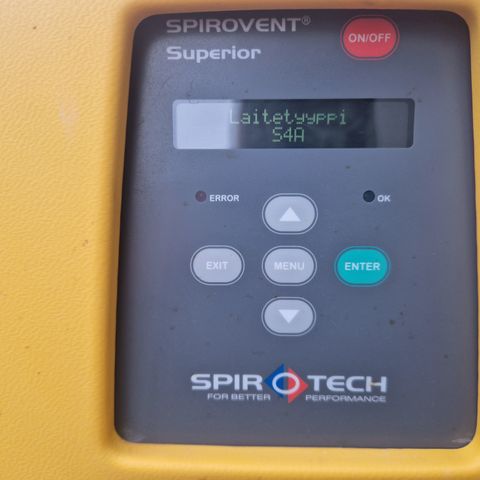 SPIROVENT®
Superior
ON/OFF
Laitetyyppi
S4A
ERROR
OK
EXIT
MENU
ENTER
SPIROTECH
FOR BETTER PERFORMANCE